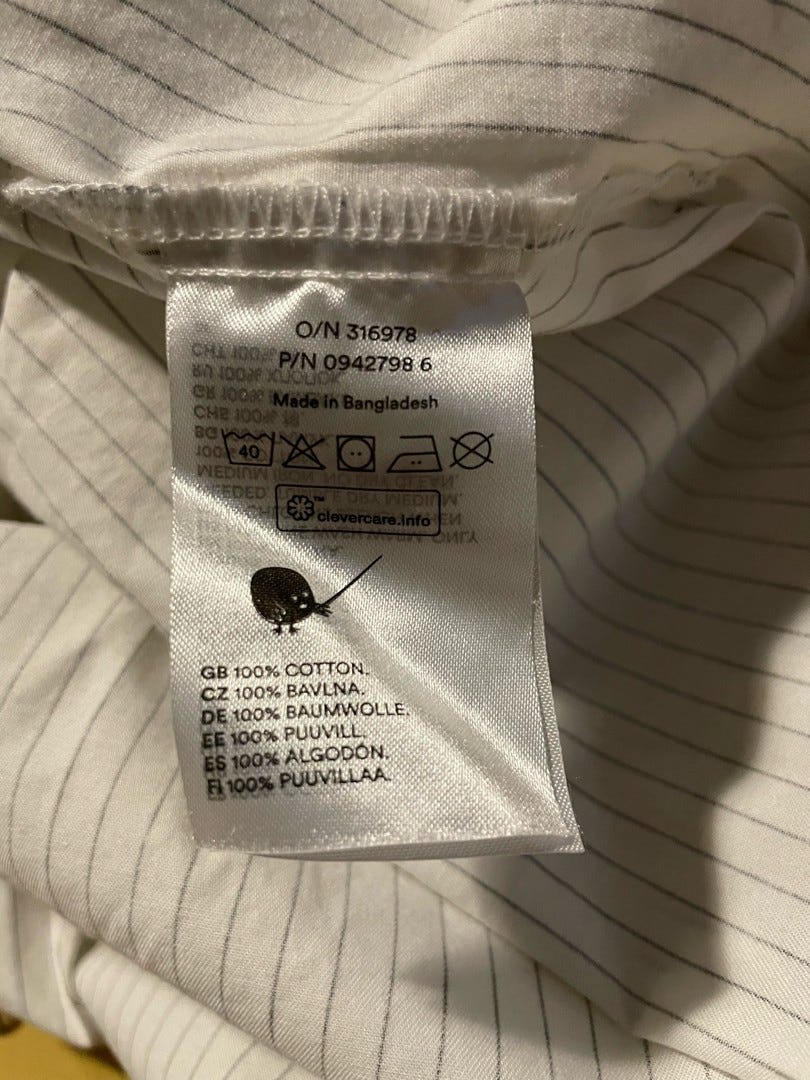 O/N 316978
P/N 0942798 6
Made in Bangladesh
40
clevercare.info
GB 100% COTTON.
CZ 100% BAVLNA.
DE 100% BAUMWOLLE.
EE 100% PUUVILL.
ES 100% ALGODÓN.
FI 100% PUUVILLAA.